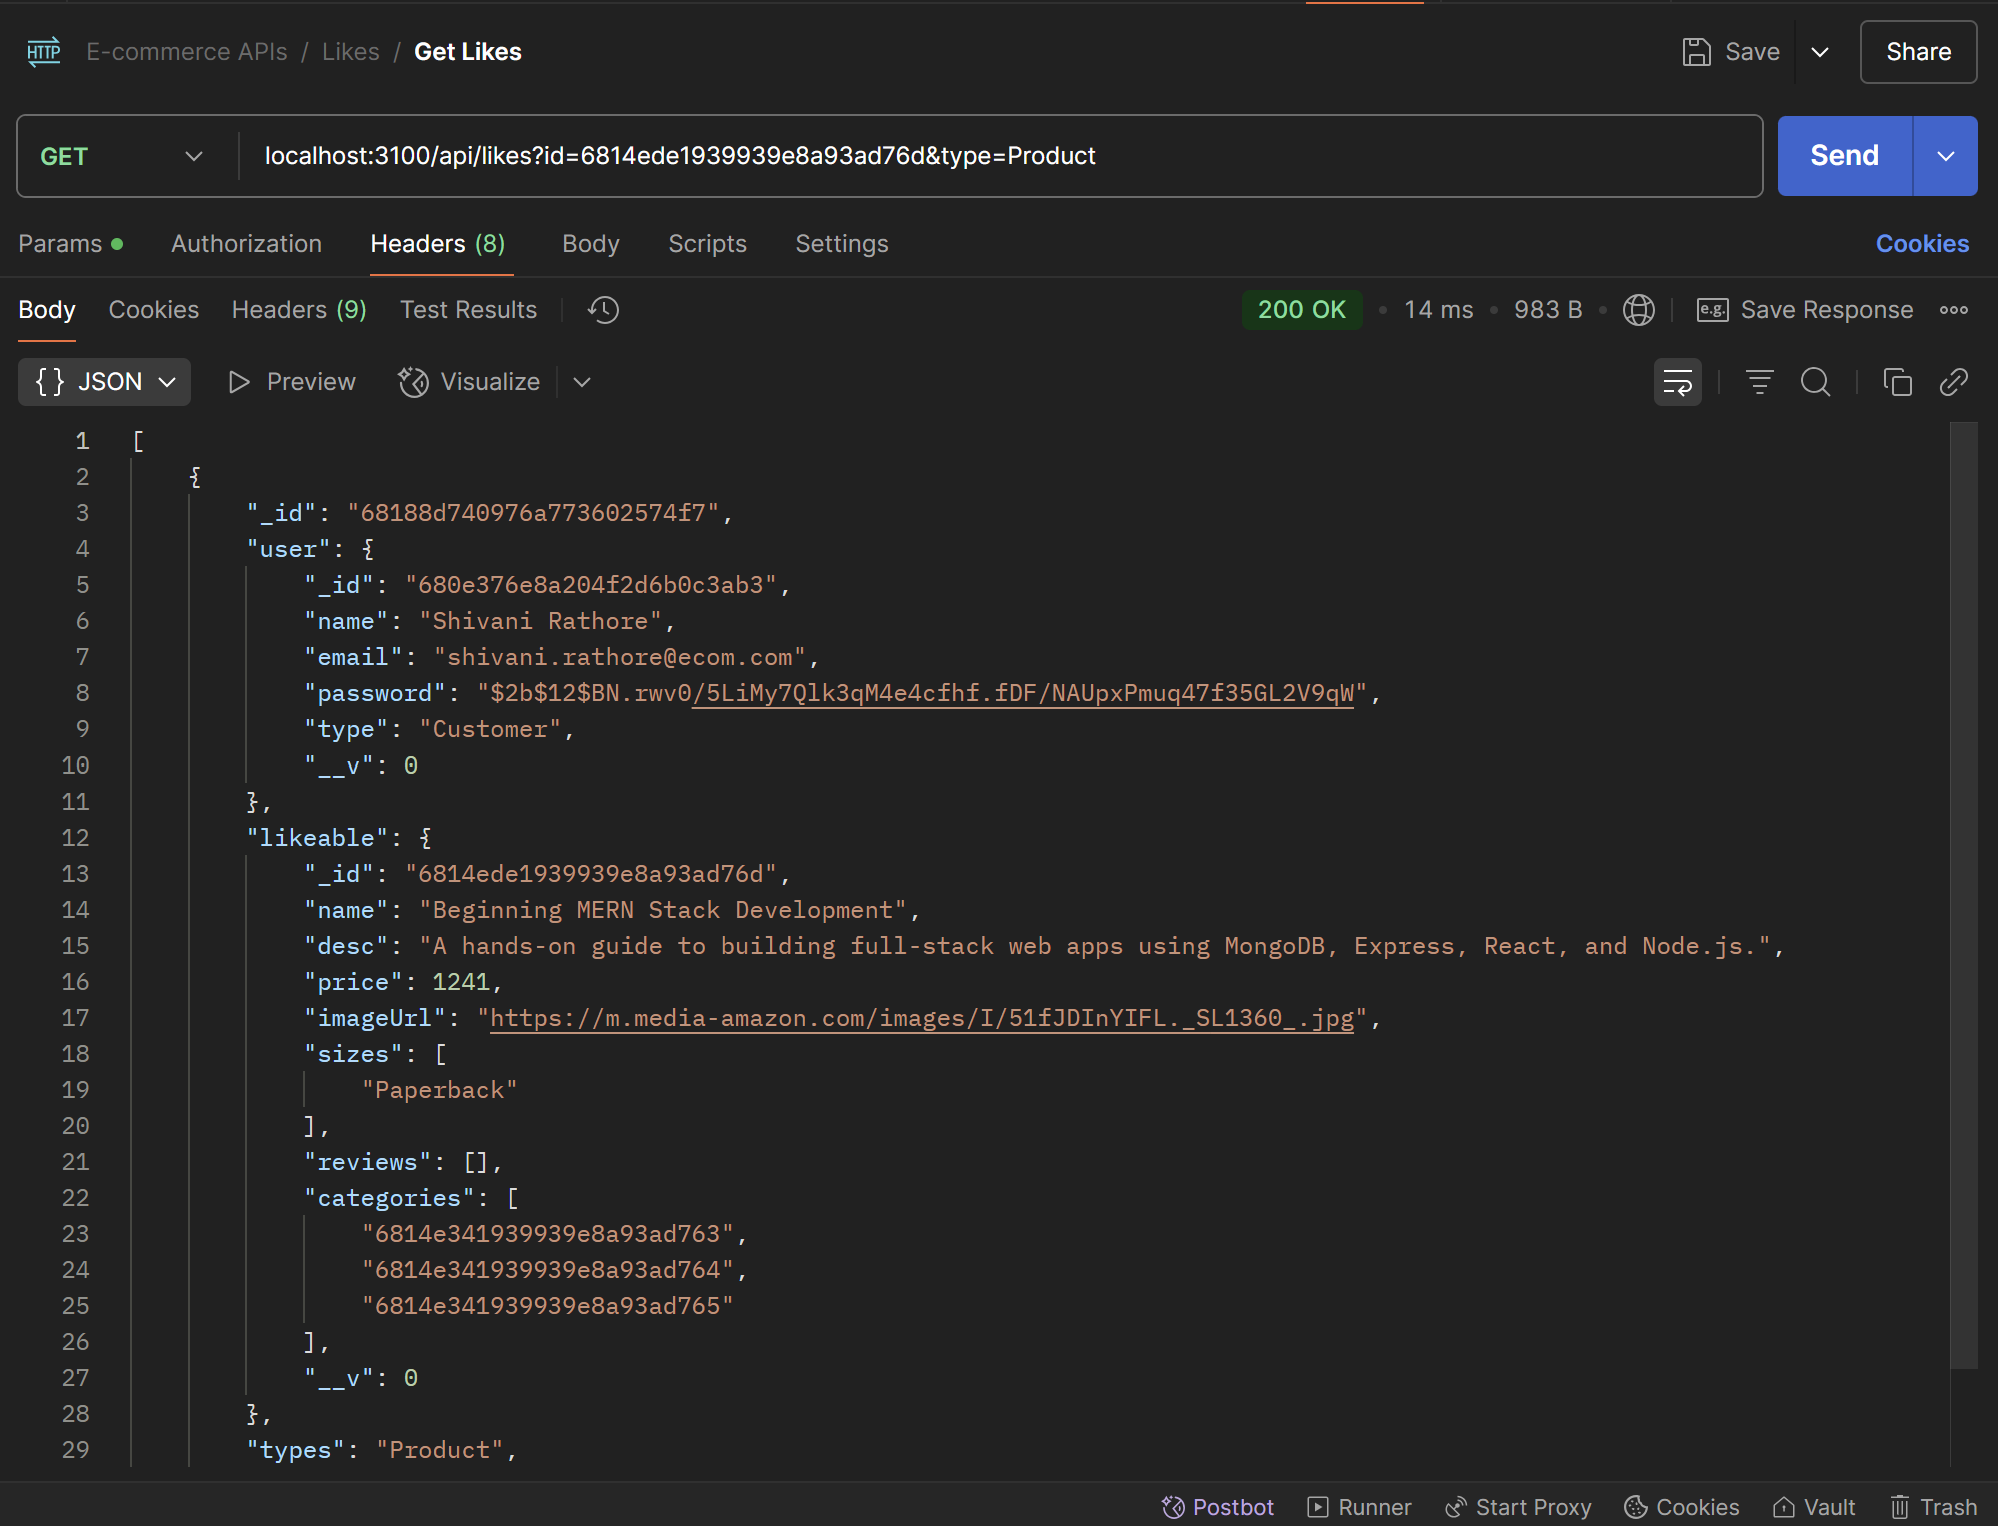 HTTP E-commerce APIs / Likes / Get Likes Save Share
GET localhost:3100/api/likes?id=6814ede1939939e8a93ad76d&type=Product Send
Params Authorization Headers (8) Body Scripts Settings Cookies
Body Cookies Headers (9) Test Results 200 OK • 14 ms • 983 B • e.g. Save Response
{} JSON Preview Visualize
1 [
2 {
3 "_id": "68188d740976a773602574f7",
4 "user": {
5 "_id": "680e376e8a204f2d6b0c3ab3",
6 "name": "Shivani Rathore",
7 "email": "shivani.rathore@ecom.com",
8 "password": "$2b$12$BN.rwv0/5LiMy7Qlk3qM4e4cfhf.fDF/NAUpxPmuq47f35GL2V9qW",
9 "type": "Customer",
10 "__v": 0
11 },
12 "likeable": {
13 "_id": "6814ede1939939e8a93ad76d",
14 "name": "Beginning MERN Stack Development",
15 "desc": "A hands-on guide to building full-stack web apps using MongoDB, Express, React, and Node.js.",
16 "price": 1241,
17 "imageUrl": "https://m.media-amazon.com/images/I/51fJDInYIFL._SL1360_.jpg",
18 "sizes": [
19 "Paperback"
20 ],
21 "reviews": [],
22 "categories": [
23 "6814e341939939e8a93ad763",
24 "6814e341939939e8a93ad764",
25 "6814e341939939e8a93ad765"
26 ],
27 "__v": 0
28 },
29 "types": "Product",
Postbot Runner Start Proxy Cookies Vault Trash